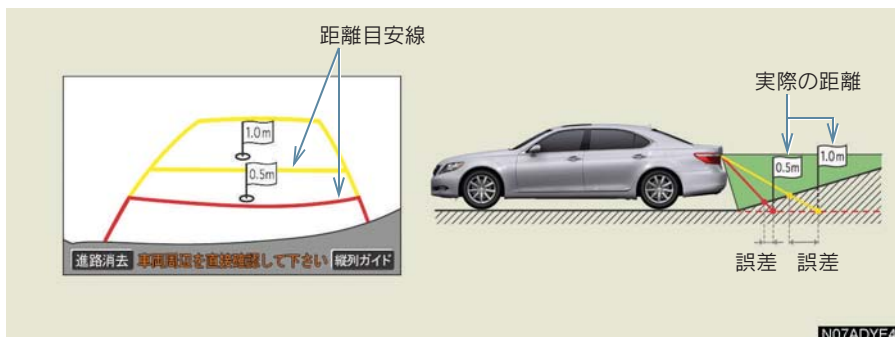 距離目安線
実際の距離
1.0m
0.5m
0.5m
1.0m
進路消去 車両周辺を直接確認して下さい 縦列ガイド
誤差 誤差
N07ADYE4